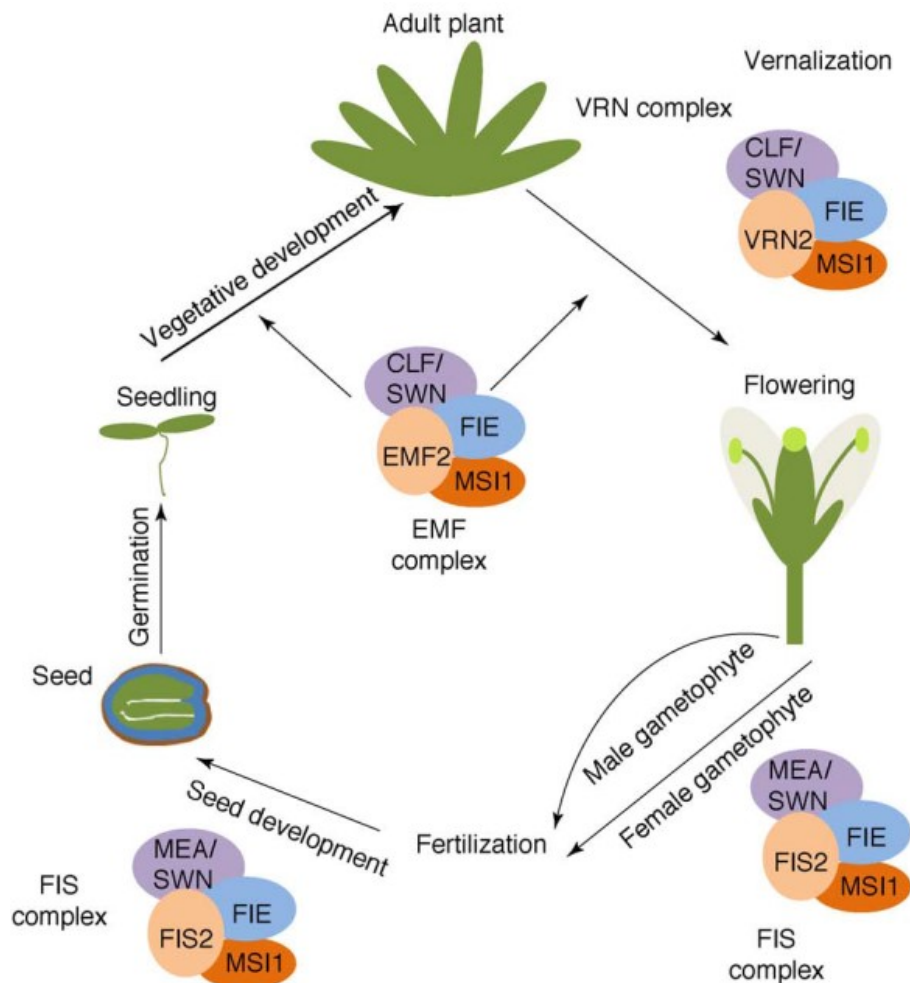 Adult plant
Vernalization
VRN complex
CLF/
SWN
FIE
VRN2
MSI1
Vegetative development
CLF/
SWN
FIE
EMF2
MSI1
EMF
complex
Seedling
Flowering
Germination
Seed
Male gametophyte
Female gametophyte
MEA/
SWN
FIE
FIS2
MSI1
FIS
complex
Fertilization
Seed development
MEA/
SWN
FIE
FIS2
MSI1
FIS
complex